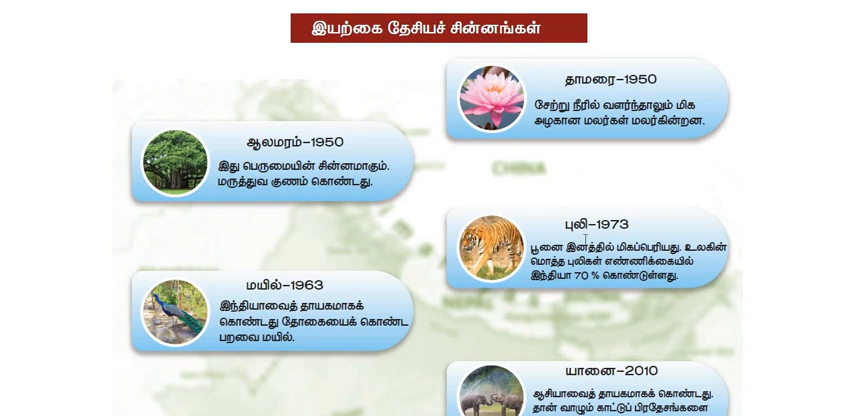 இயற்கை தேசியச் சின்னங்கள்
தாமரை-1950
சேற்று நீரில் வளர்ந்தாலும் மிக
அழகான மலர்கள் மலர்கின்றன.
ஆலமரம்-1950
இது பெருமையின் சின்னமாகும்.
மருத்துவ குணம் கொண்டது.
CHINA
புலி-1973
பூனை இனத்தில் மிகப்பெரியது. உலகின்
மொத்த புலிகள் எண்ணிக்கையில்
இந்தியா 70 % கொண்டுள்ளது.
மயில்-1963
இந்தியாவைத் தாயகமாகக்
கொண்டது தோகையைக் கொண்ட
பறவை மயில்.
NEPAL
யானை-2010
ஆசியாவைத் தாயகமாகக் கொண்டது.
தான் வாழும் காட்டுப் பிரதேசங்களை